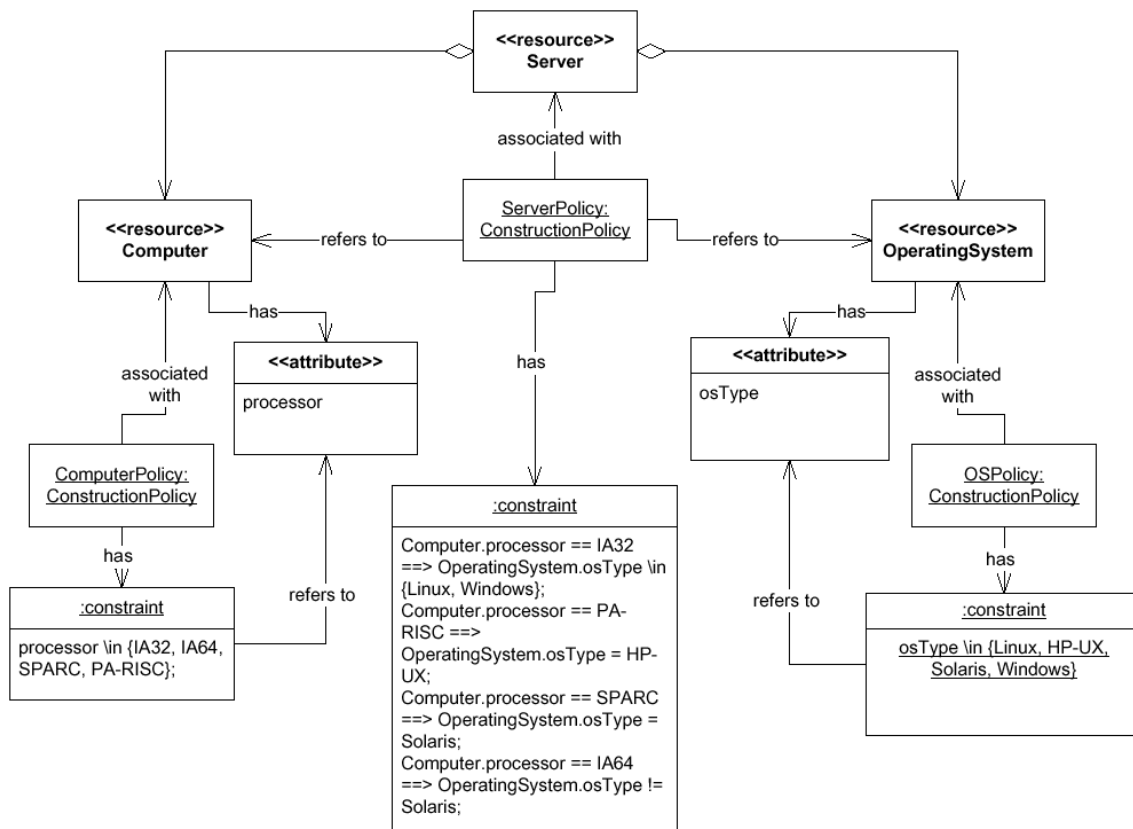 <<resource>>
Server
associated with
ServerPolicy:
ConstructionPolicy
<<resource>>
Computer
refers to
refers to
<<resource>>
OperatingSystem
has
has
has
<<attribute>>
processor
<<attribute>>
osType
associated
with
associated
with
ComputerPolicy:
ConstructionPolicy
OSPolicy:
ConstructionPolicy
has
has
refers to
refers to
:constraint
processor \in {IA32, IA64,
SPARC, PA-RISC};
:constraint
Computer.processor == IA32
==> OperatingSystem.osType \in
{Linux, Windows};
Computer.processor == PA-
RISC ==>
OperatingSystem.osType = HP-
UX;
Computer.processor == SPARC
==> OperatingSystem.osType =
Solaris;
Computer.processor == IA64
==> OperatingSystem.osType !=
Solaris;
:constraint
osType \in {Linux, HP-UX,
Solaris, Windows}